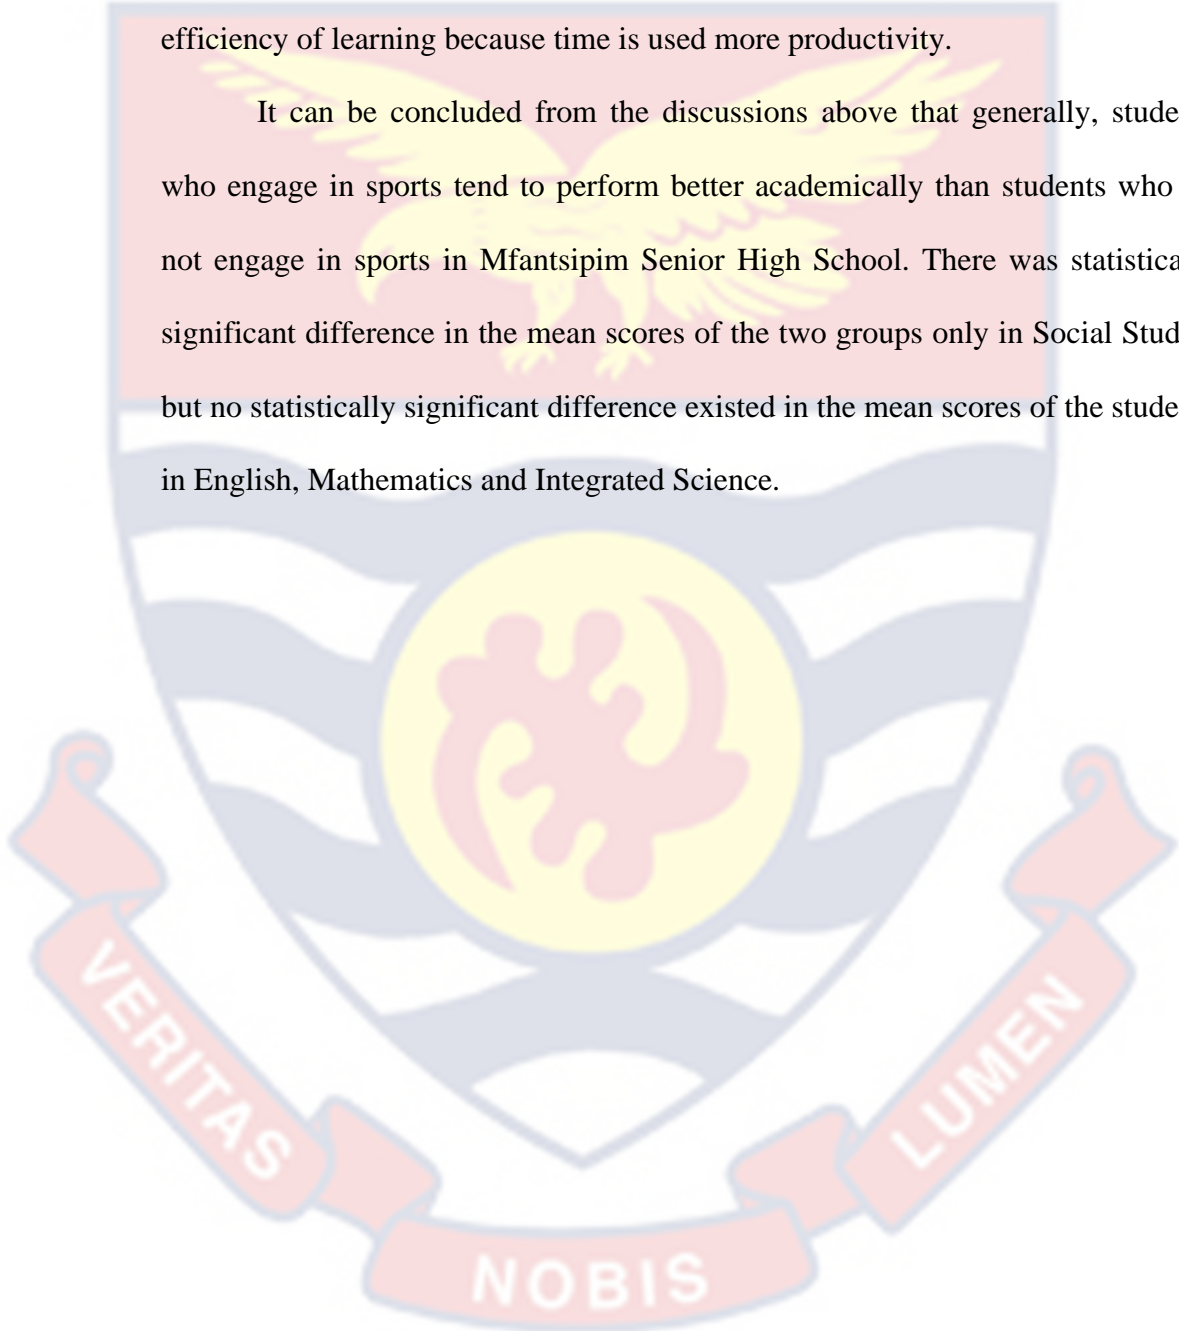 efficiency of learning because time is used more productivity.
It can be concluded from the discussions above that generally, stude
who engage in sports tend to perform better academically than students who
not engage in sports in Mfantsipim Senior High School. There was statistica
significant difference in the mean scores of the two groups only in Social Stud
but no statistically significant difference existed in the mean scores of the stude
in English, Mathematics and Integrated Science.
VERITAS
NOBIS
LUMEN